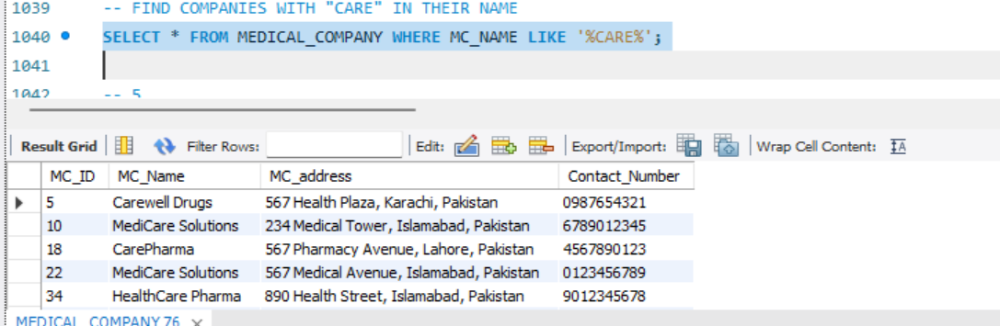 1039 -- FIND COMPANIES WITH "CARE" IN THEIR NAME
1040 SELECT * FROM MEDICAL_COMPANY WHERE MC_NAME LIKE '%CARE%';
1041
1042 -- 5
Result Grid Filter Rows: Edit: Export/Import: Wrap Cell Content: IA
MC_ID MC_Name MC_address Contact_Number
5 Carewell Drugs 567 Health Plaza, Karachi, Pakistan 0987654321
10 MediCare Solutions 234 Medical Tower, Islamabad, Pakistan 6789012345
18 CarePharma 567 Pharmacy Avenue, Lahore, Pakistan 4567890123
22 MediCare Solutions 567 Medical Avenue, Islamabad, Pakistan 0123456789
34 HealthCare Pharma 890 Health Street, Islamabad, Pakistan 9012345678
MEDICAL_COMPANY 76 ×